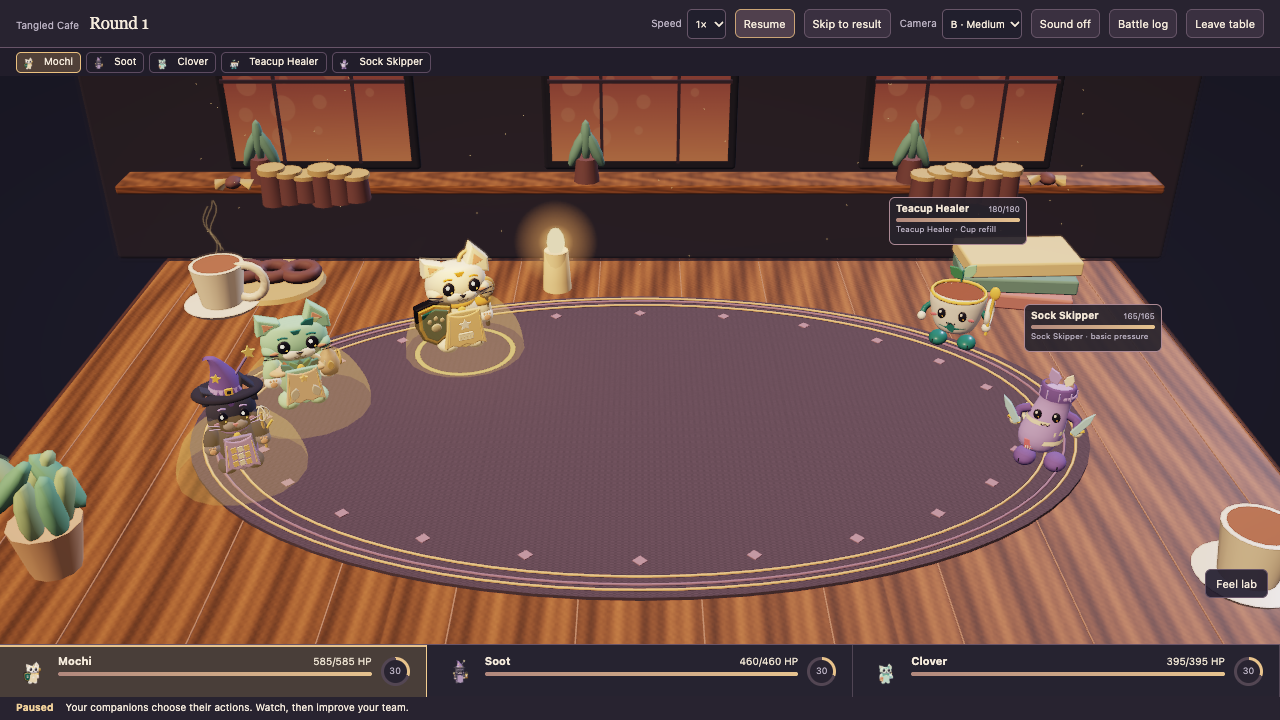 Tangled Cafe Round 1 Speed 1x Resume Skip to result Camera B · Medium Sound off Battle log Leave table
Mochi Soot Clover Teacup Healer Sock Skipper
Teacup Healer 180/180
Teacup Healer · Cup refill
Sock Skipper 165/165
Sock Skipper · basic pressure
Feel lab
Mochi 585/585 HP 30
Soot 460/460 HP 30
Clover 395/395 HP 30
Paused Your companions choose their actions. Watch, then improve your team.